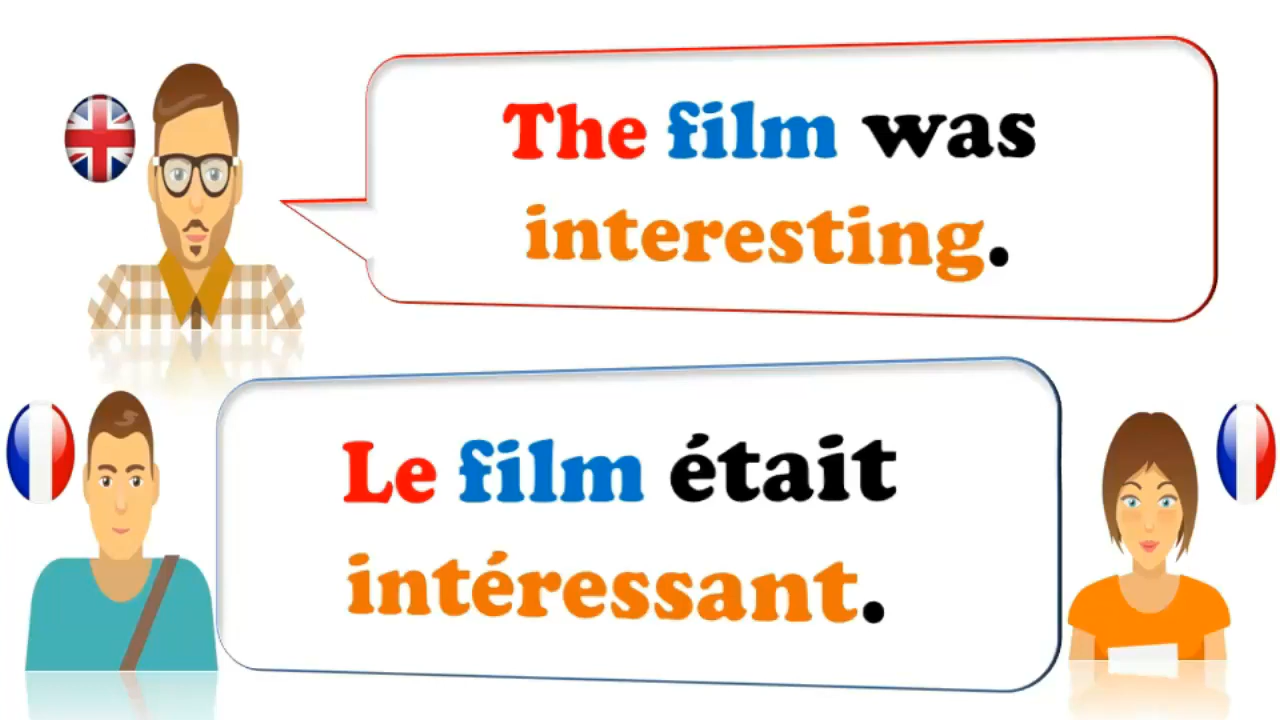 The film was
interesting.
Le film était
intéressant.